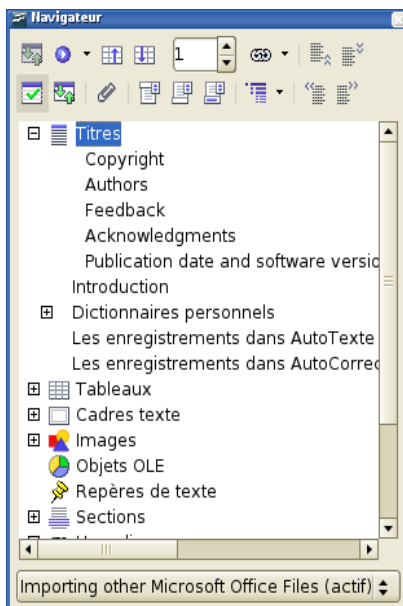 Navigateur
1
Titres
Copyright
Authors
Feedback
Acknowledgments
Publication date and software versio
Introduction
Dictionnaires personnels
Les enregistrements dans AutoTexte
Les enregistrements dans AutoCorrec
Tableaux
Cadres texte
Images
Objets OLE
Repères de texte
Sections
Importing other Microsoft Office Files (actif)